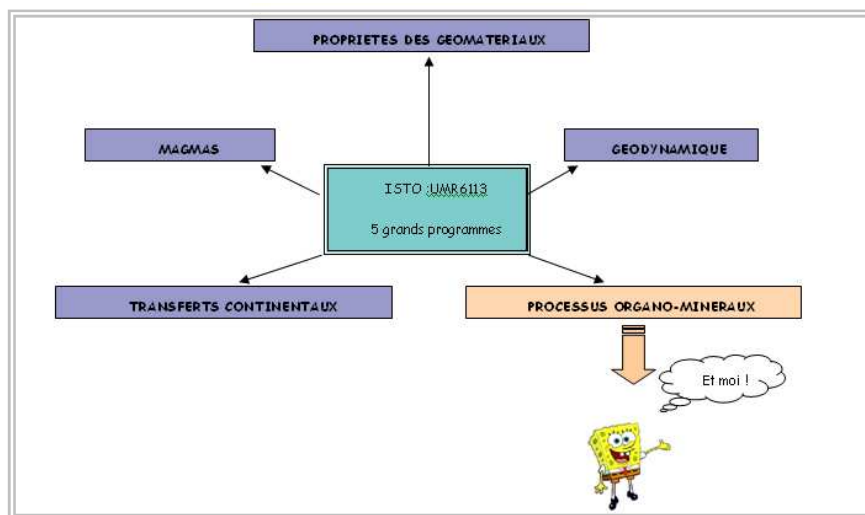 PROPRIETES DES GEOMATERIAUX
MAGMAS
GEODYNAMIQUE
ISTO :UMR6113
5 grands programmes
TRANSFERTS CONTINENTAUX
PROCESSUS ORGANO-MINERAUX
Et moi !